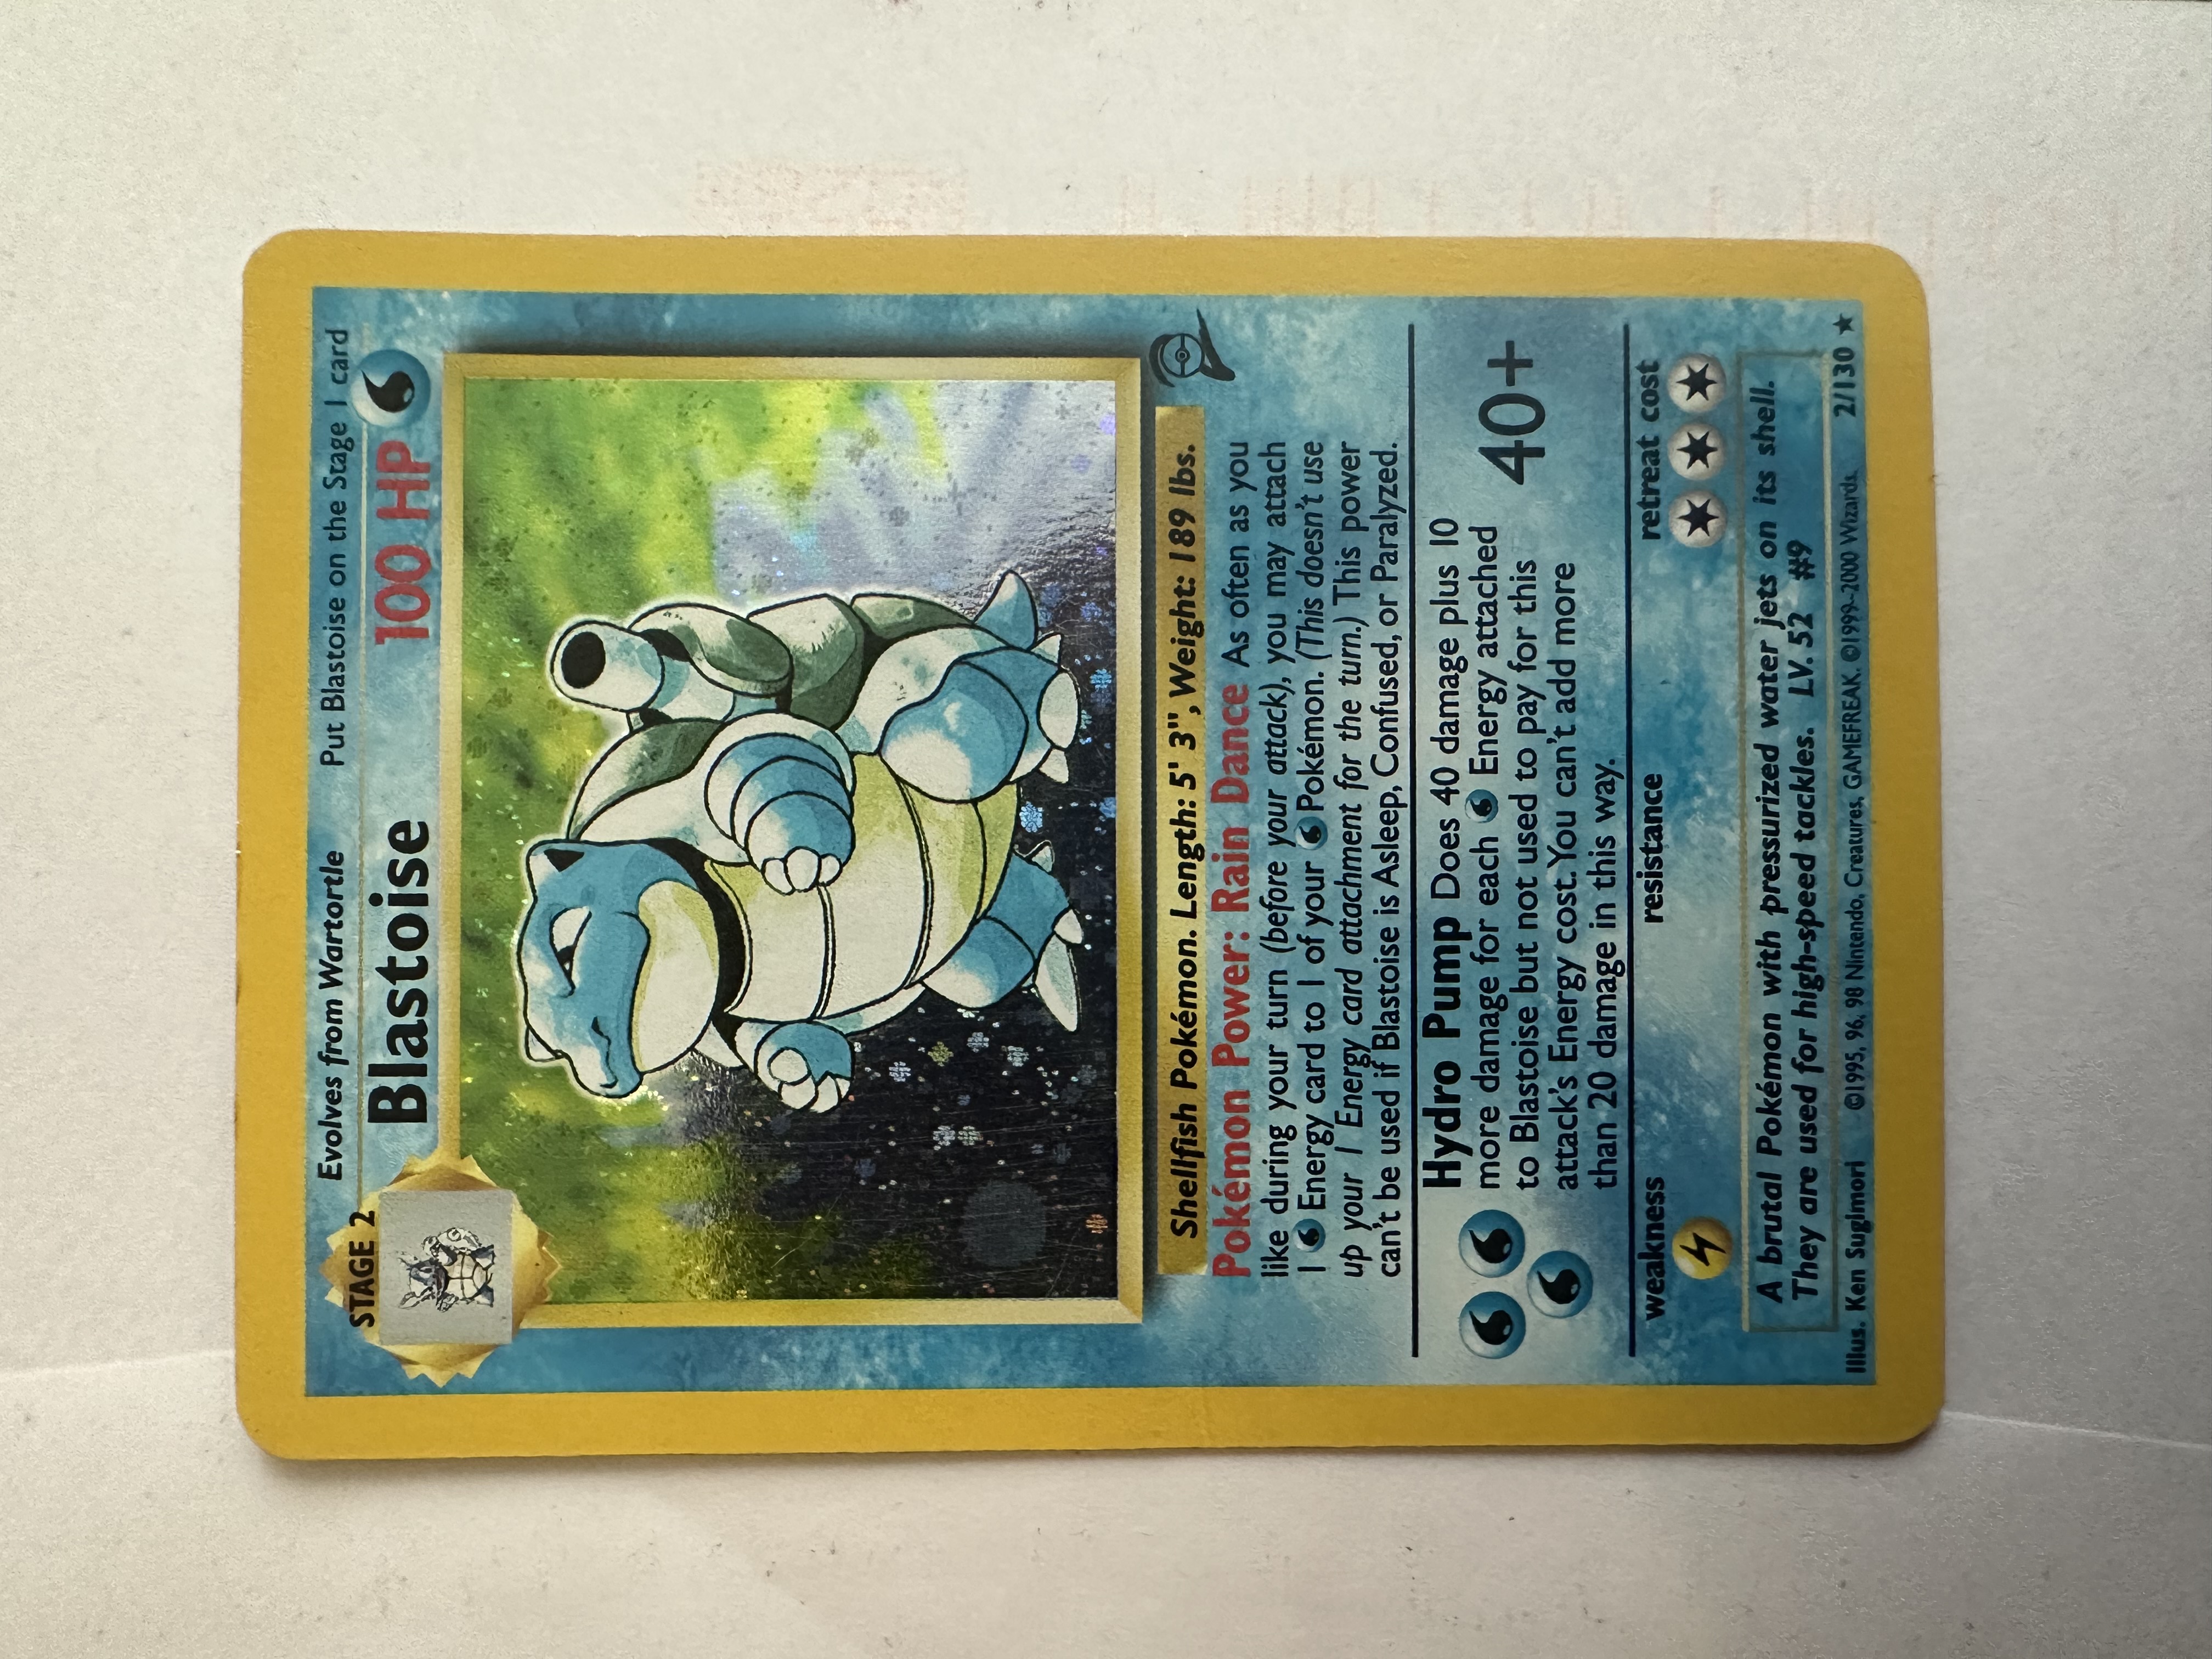 Evolves from Wartortle Put Blastoise on the Stage 1 card
STAGE 2
Blastoise 100 HP
Shellfish Pokémon. Length: 5' 3", Weight: 189 lbs.
Pokémon Power: Rain Dance As often as you
like during your turn (before your attack), you may attach
1 Energy card to 1 of your Pokémon. (This doesn't use
up your 1 Energy card attachment for the turn.) This power
can't be used if Blastoise is Asleep, Confused, or Paralyzed.
Hydro Pump Does 40 damage plus 10
more damage for each Energy attached
to Blastoise but not used to pay for this
attack's Energy cost. You can't add more
than 20 damage in this way.
40+
weakness resistance retreat cost
A brutal Pokémon with pressurized water jets on its shell.
They are used for high-speed tackles. LV. 52 #9
Illus. Ken Sugimori ©1995, 96, 98 Nintendo, Creatures, GAMEFREAK. ©1999-2000 Wizards. 2/130 ★